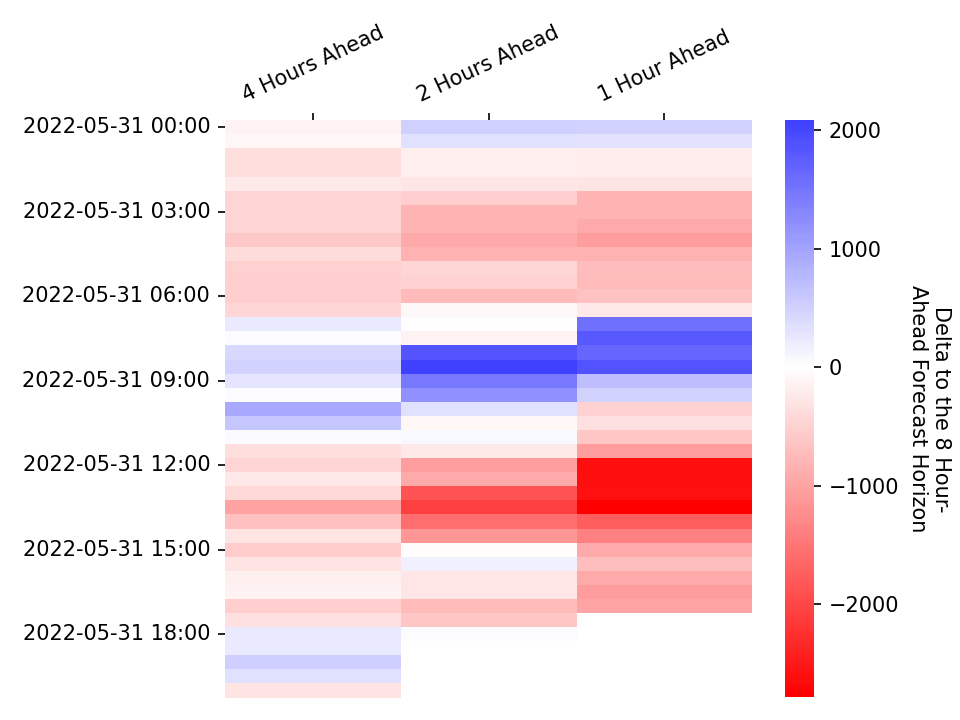 4 Hours Ahead
2 Hours Ahead
1 Hour Ahead
2022-05-31 00:00
2022-05-31 03:00
2022-05-31 06:00
2022-05-31 09:00
2022-05-31 12:00
2022-05-31 15:00
2022-05-31 18:00
2000
1000
0
−1000
−2000
Delta to the 8 Hour-
Ahead Forecast Horizon